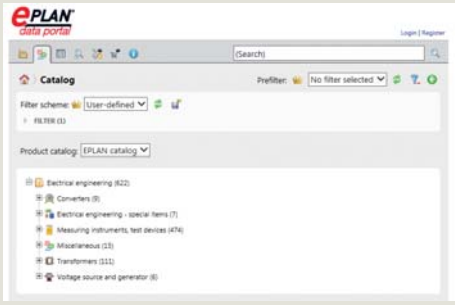 EPLAN
data portal
Login | Register
(Search)
Catalog
Prefilter: No filter selected
Filter scheme: User-defined
FILTER (1)
Product catalog: EPLAN catalog
Electrical engineering (622)
Converters (9)
Electrical engineering - special items (7)
Measuring instruments, test devices (474)
Miscellaneous (15)
Transformers (111)
Voltage source and generator (6)